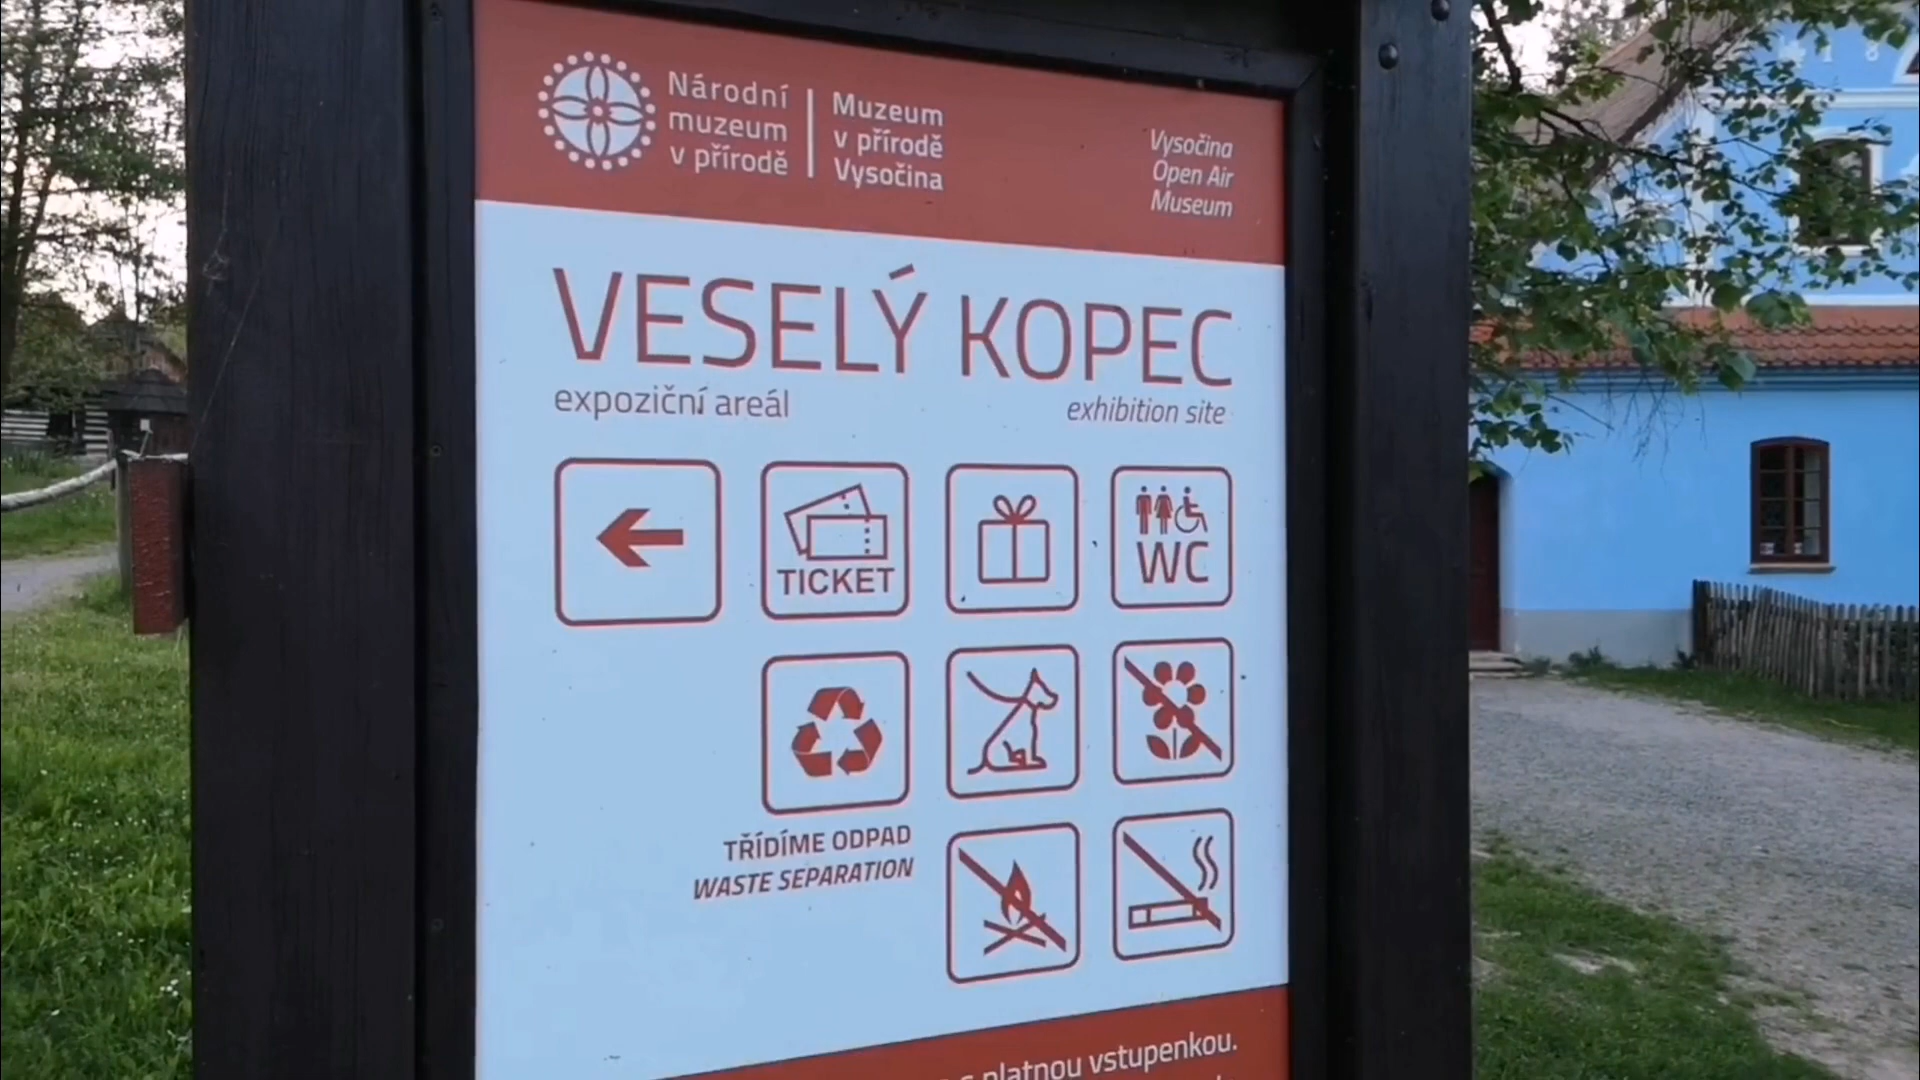 Národní
muzeum
v přírodě
Muzeum
v přírodě
Vysočina
Vysočina
Open Air
Museum
VESELÝ KOPEC
expoziční areál
exhibition site
TICKET
WC
TŘÍDÍME ODPAD
WASTE SEPARATION
platnou vstupenkou.